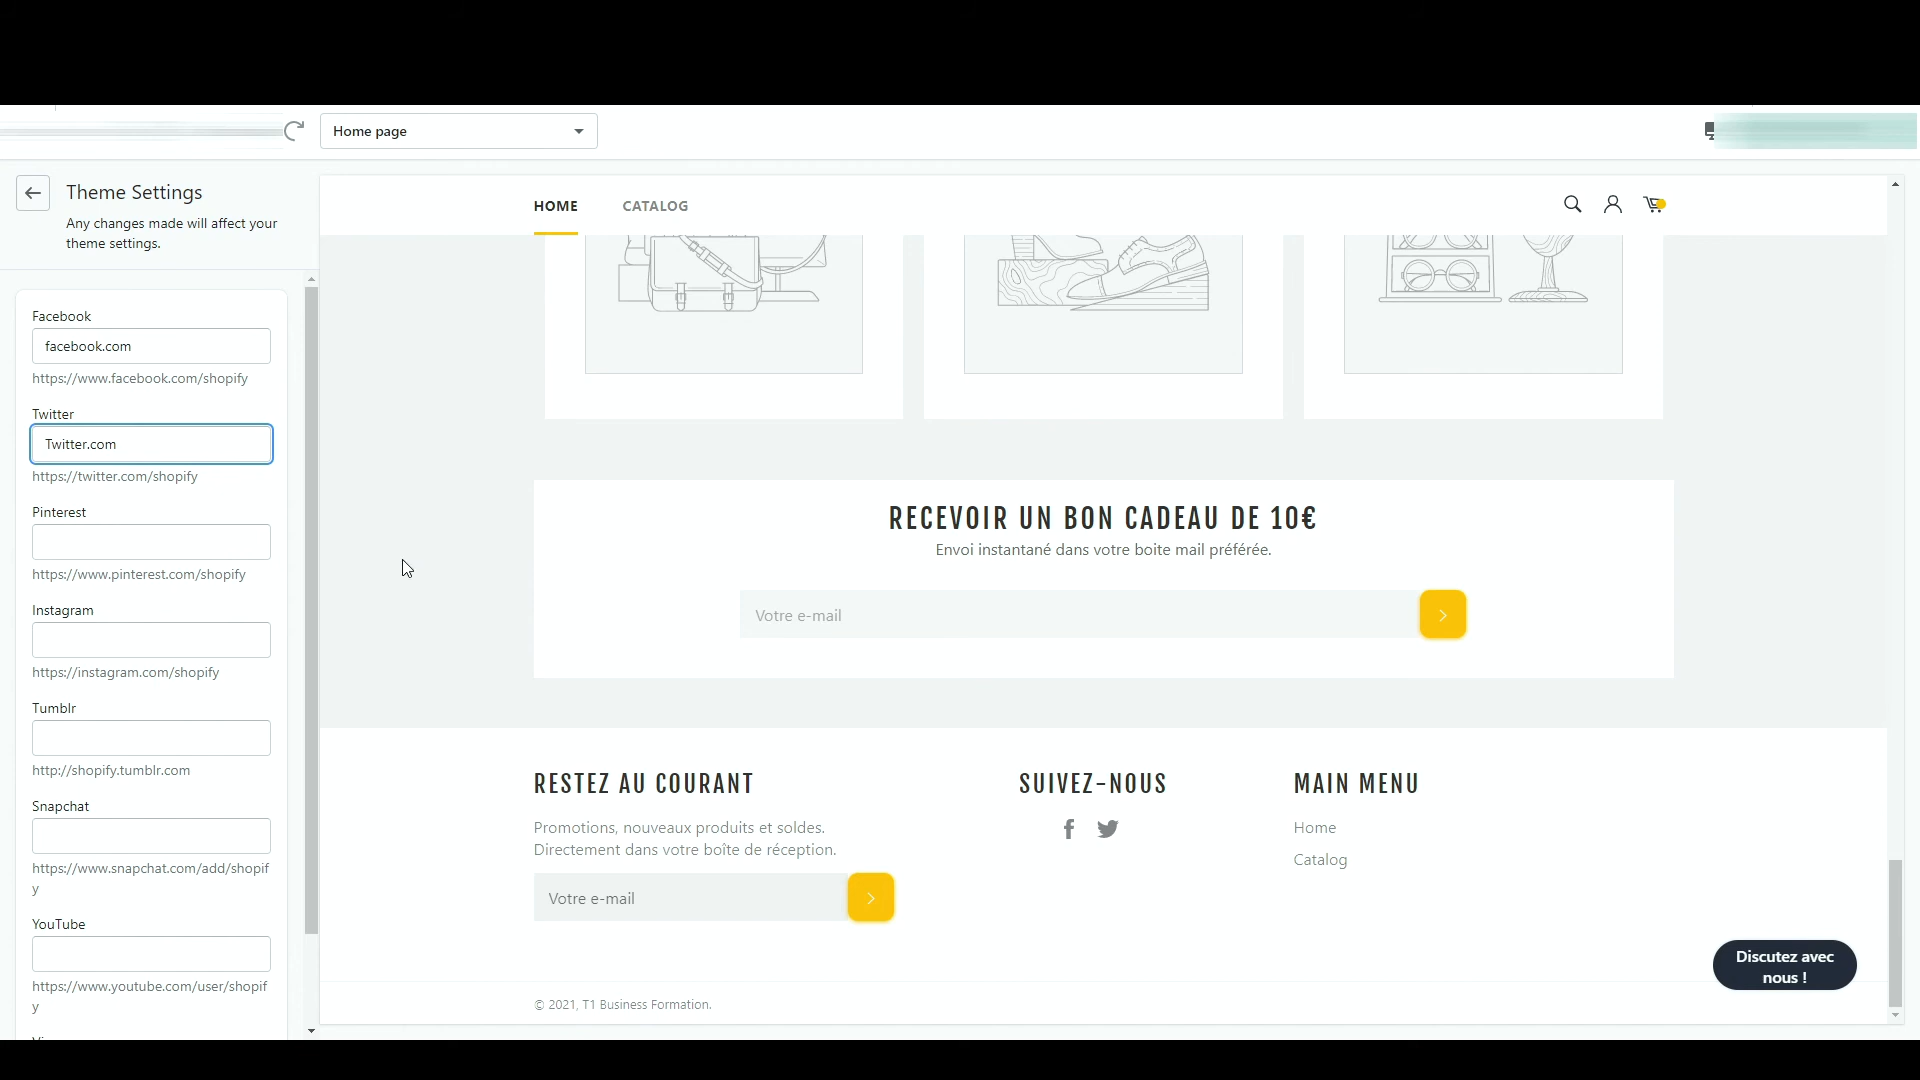 Home page
Theme Settings
Any changes made will affect your
theme settings.
Facebook
facebook.com
https://www.facebook.com/shopify
Twitter
Twitter.com
https://twitter.com/shopify
Pinterest
https://www.pinterest.com/shopify
Instagram
https://instagram.com/shopify
Tumblr
http://shopify.tumblr.com
Snapchat
https://www.snapchat.com/add/shopif
y
YouTube
https://www.youtube.com/user/shopif
y
HOME
CATALOG
RECEVOIR UN BON CADEAU DE 10€
Envoi instantané dans votre boite mail préférée.
Votre e-mail
RESTEZ AU COURANT
Promotions, nouveaux produits et soldes.
Directement dans votre boîte de réception.
Votre e-mail
SUIVEZ-NOUS
MAIN MENU
Home
Catalog
Discutez avec
nous !
© 2021, T1 Business Formation.